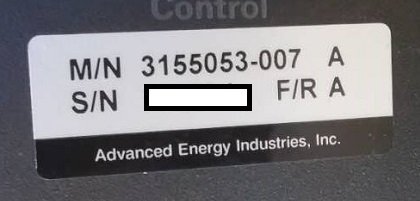 Control
M/N 3155053-007 A
S/N F/R A
Advanced Energy Industries, Inc.